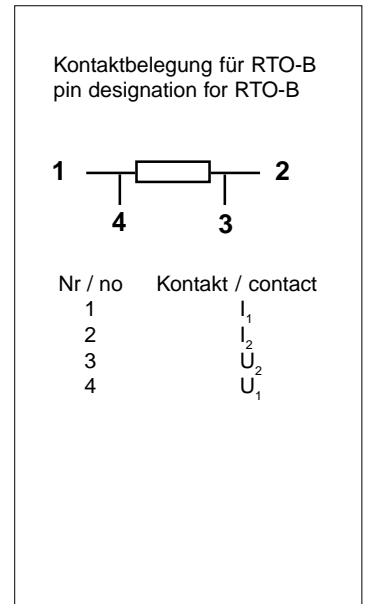 Kontaktbelegung für RTO-B
pin designation for RTO-B
1 2
4 3
Nr / no Kontakt / contact
1 I₁
2 I₂
3 U₂
4 U₁